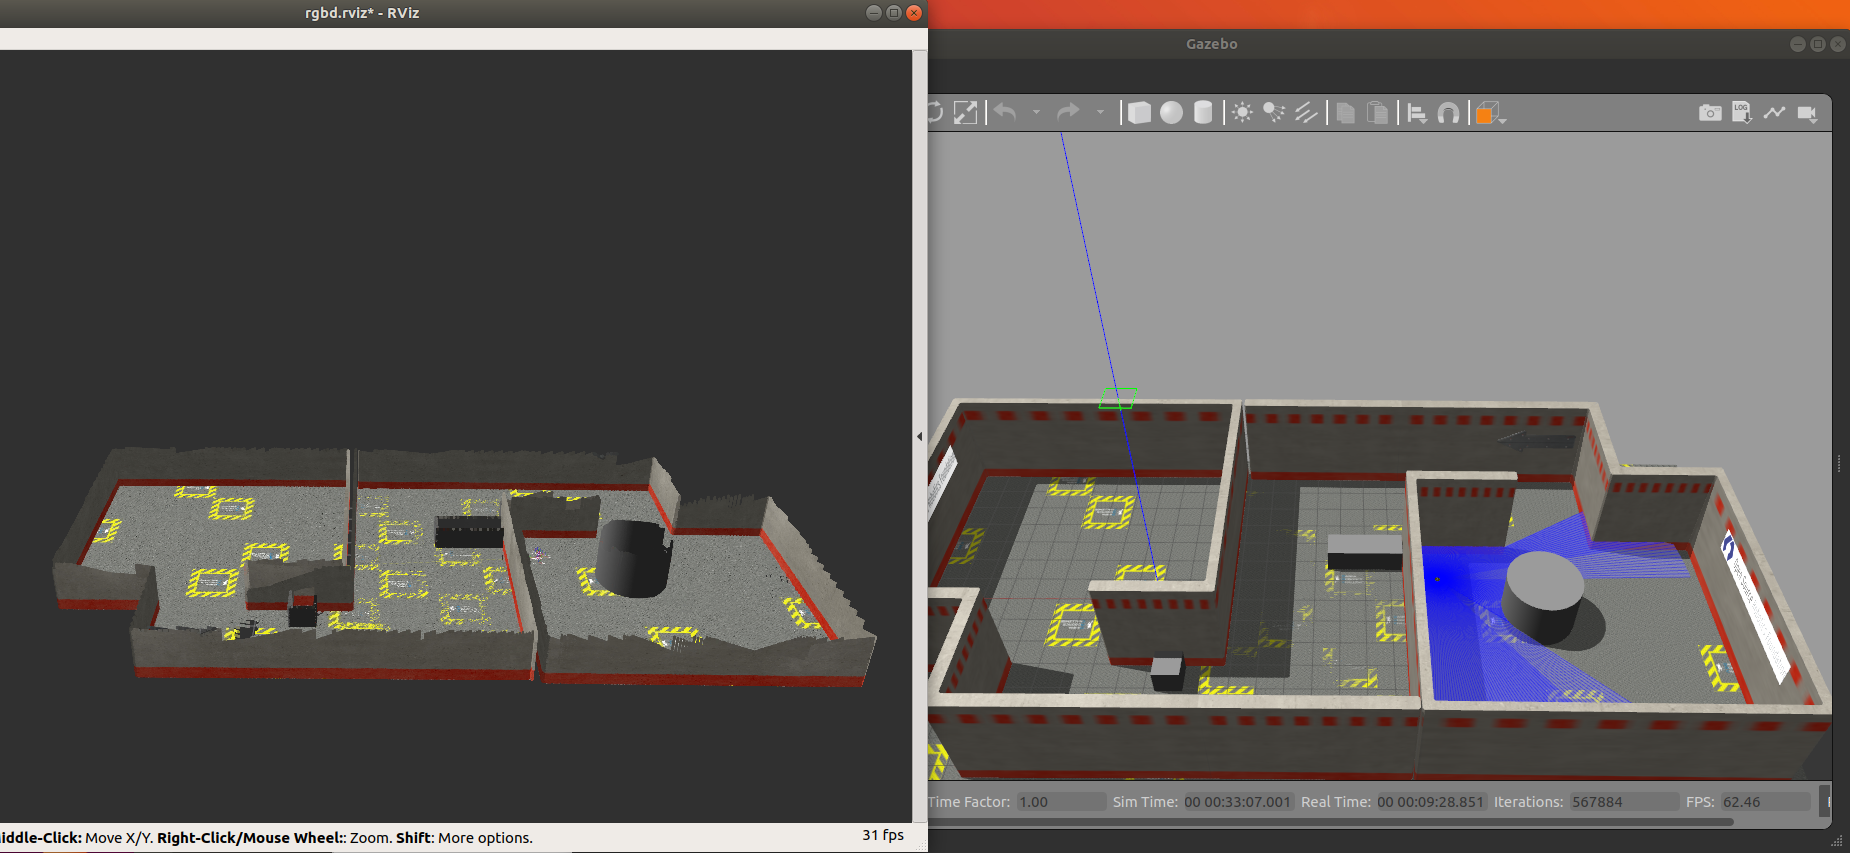 rgbd.rviz* - RViz
Gazebo
LOG
iddle-Click: Move X/Y. Right-Click/Mouse Wheel:: Zoom. Shift: More options.
31 fps
Time Factor: 1.00 Sim Time: 00 00:33:07.001 Real Time: 00 00:09:28.851 Iterations: 567884 FPS: 62.46